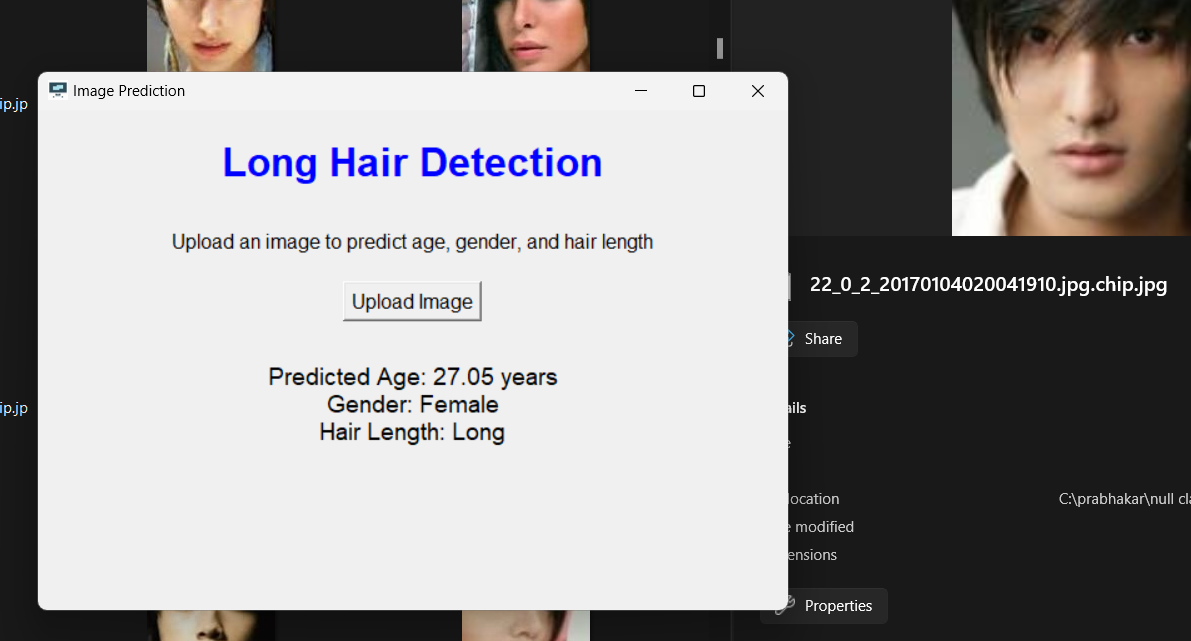 ip.jp
Image Prediction
Long Hair Detection
Upload an image to predict age, gender, and hair length
Upload Image
Predicted Age: 27.05 years
Gender: Female
Hair Length: Long
ip.jp
22_0_2_20170104020041910.jpg.chip.jpg
Share
ails
e
location
C:\prabhakar\null cla
e modified
ensions
Properties